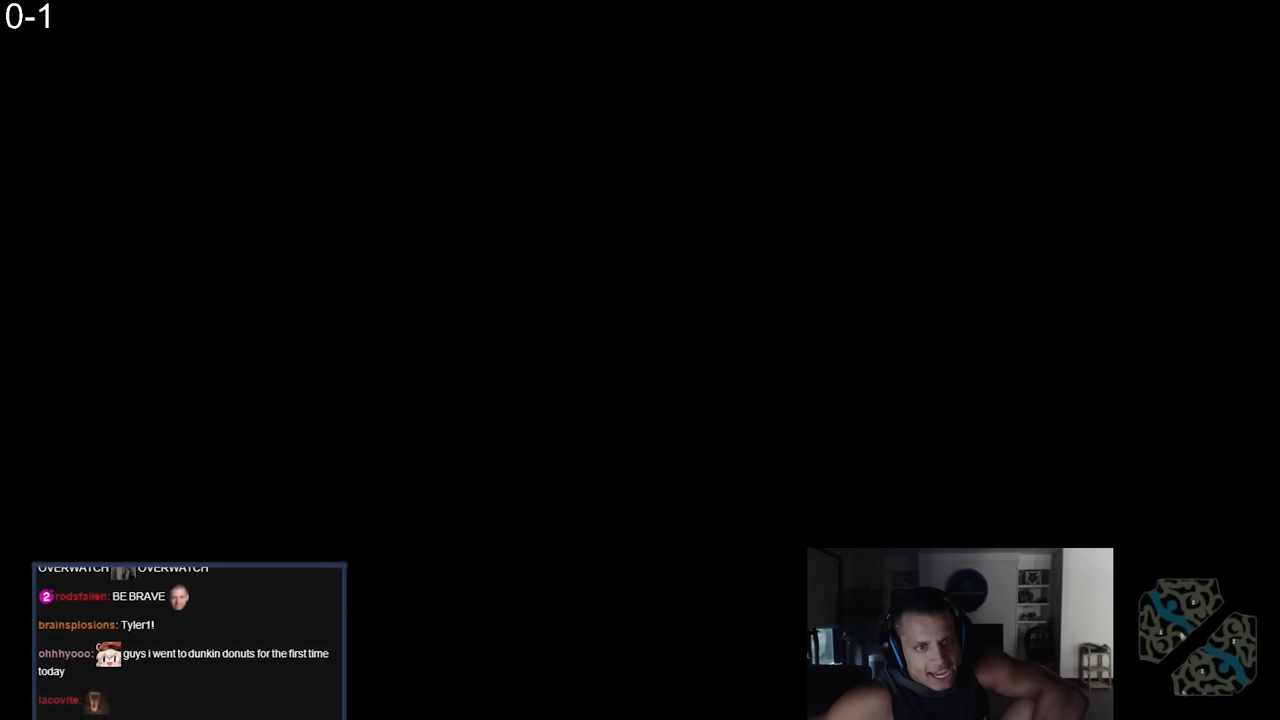 0-1
OVERWATCH OVERWATCH
2 rodsfallen: BE BRAVE
brainsplosions: Tyler1!
ohhhyooo: guys i went to dunkin donuts for the first time
today
lacovite: